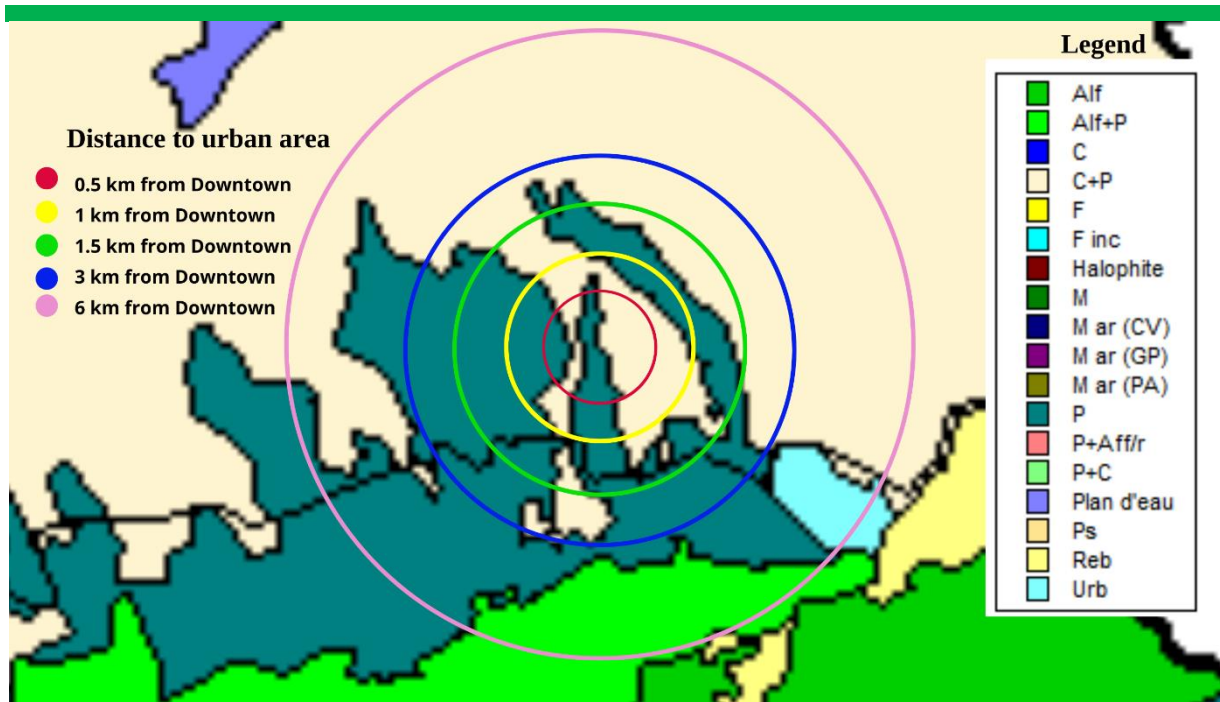 Distance to urban area
0.5 km from Downtown
1 km from Downtown
1.5 km from Downtown
3 km from Downtown
6 km from Downtown
Legend
Alf
Alf+P
C
C+P
F
F inc
Halophite
M
M ar (CV)
M ar (GP)
M ar (PA)
P
P+Aff/r
P+C
Plan d'eau
Ps
Reb
Urb